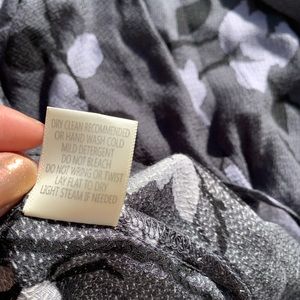 DRY CLEAN RECOMMENDED
OR HAND WASH COLD
MILD DETERGENT
DO NOT BLEACH
DO NOT WRING OR TWIST
LAY FLAT TO DRY
LIGHT STEAM IF NEEDED